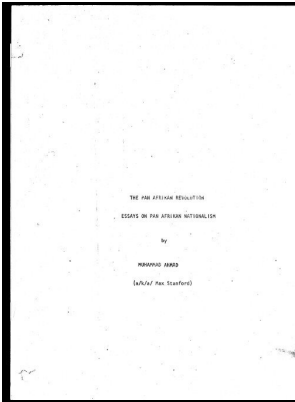 THE PAN AFRIKAN REVOLUTION
ESSAYS ON PAN AFRIKAN NATIONALISM
by
MUHAMMAD AHMAD
(a/k/a/ Max Stanford)